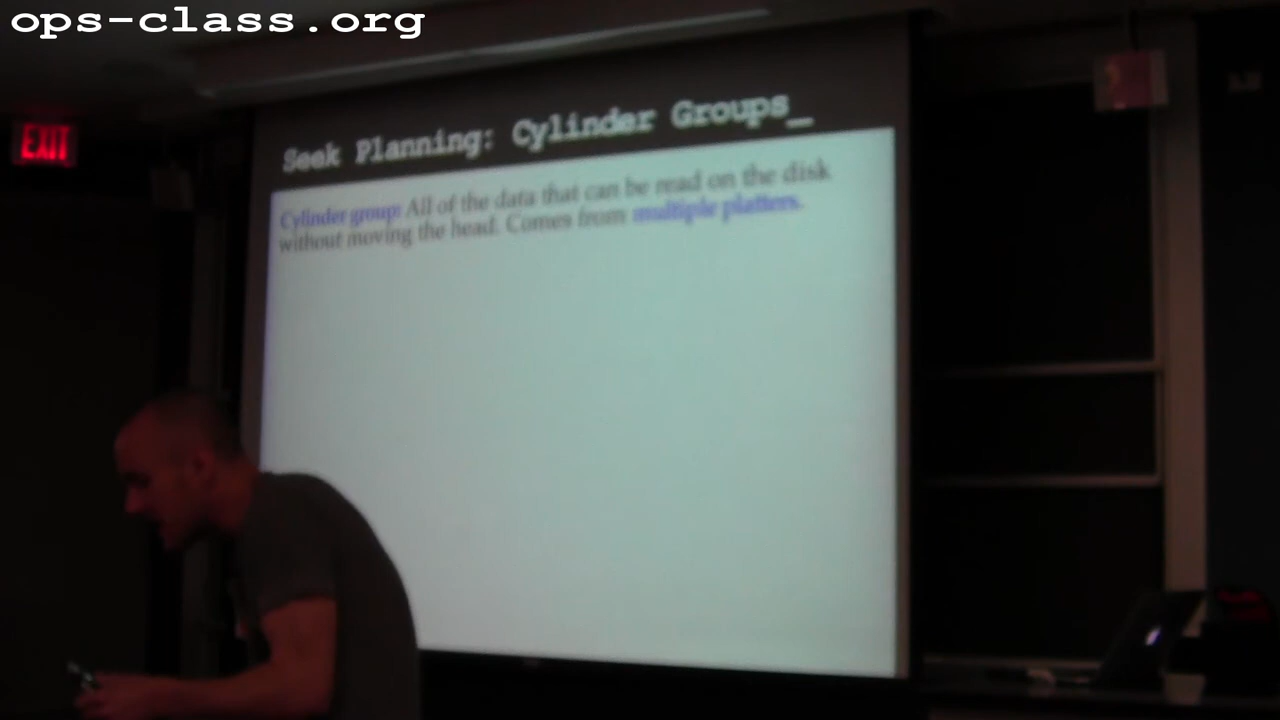 ops-class.org
EXIT
Seek Planning: Cylinder Groups_
Cylinder group: All of the data that can be read on the disk
without moving the head. Comes from multiple platters.